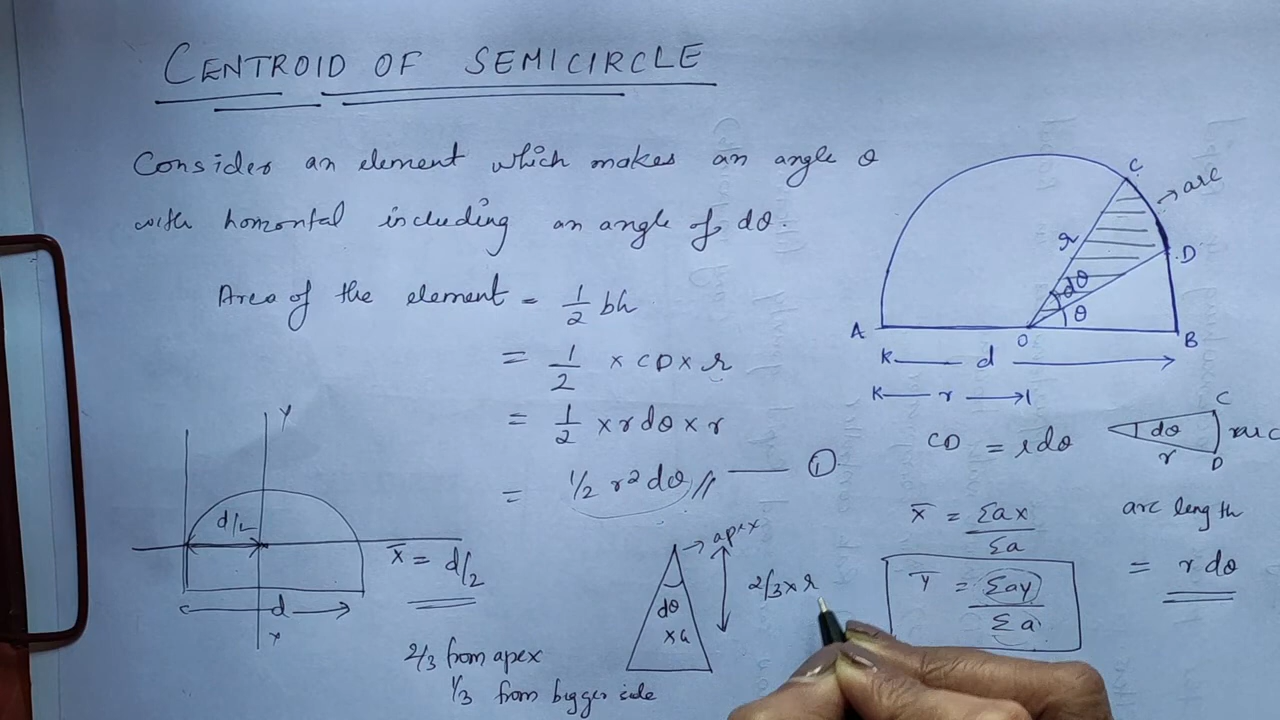 CENTROID OF SEMICIRCLE
Consider an element which makes an angle θ
with horizontal including an angle of dθ.
Area of the element = 1/2 bh
= 1/2 × CD × r
= 1/2 × r dθ × r
= 1/2 r² dθ // —— ①
C
→ arc
r
D
dθ
θ
A
O
B
d
r
CD = r dθ
C
dθ
arc
r
D
arc length
= r dθ
X̄ = Σax / Σa
Ȳ = Σay / Σa
Y
d/2
X̄ = d/2
d
Y
→ apex
dθ
×G
2/3 × r
2/3 from apex
1/3 from bigger side